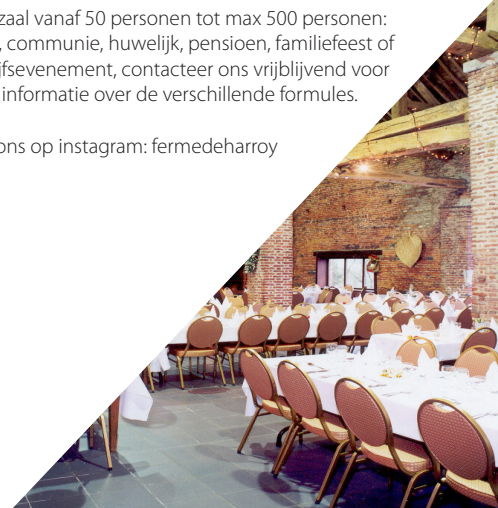 zaal vanaf 50 personen tot max 500 personen:
, communie, huwelijk, pensioen, familiefeest of
jfsevenement, contacteer ons vrijblijvend voor
informatie over de verschillende formules.
ons op instagram: fermedeharroy